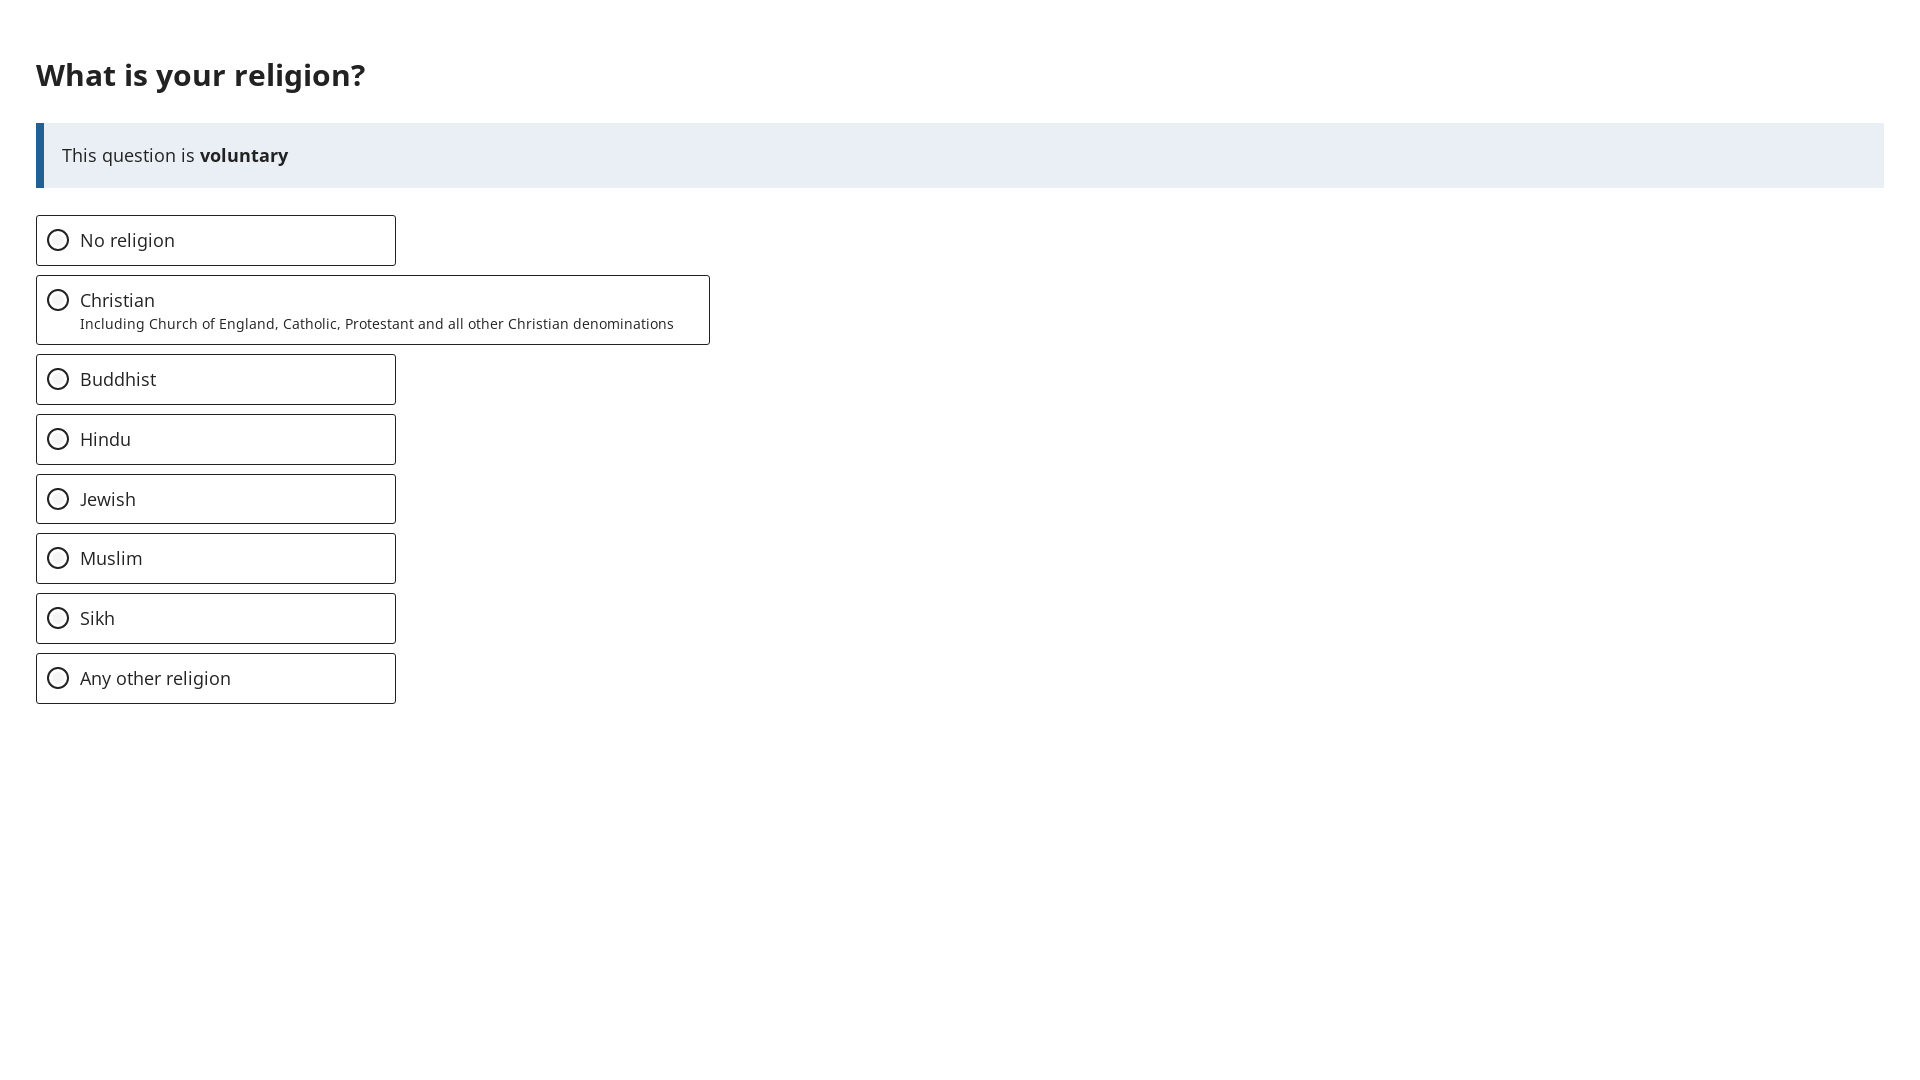 What is your religion?
This question is voluntary
No religion
Christian
Including Church of England, Catholic, Protestant and all other Christian denominations
Buddhist
Hindu
Jewish
Muslim
Sikh
Any other religion